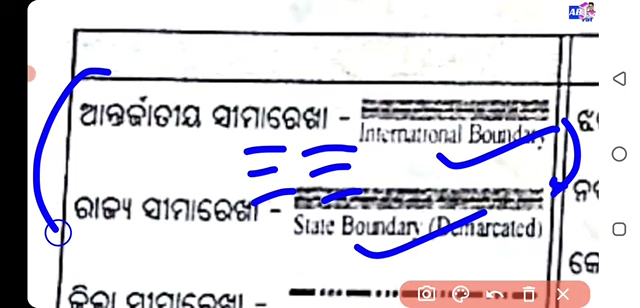 ଆନ୍ତର୍ଜାତୀୟ ସୀମାରେଖା -
International Boundary
ରାଜ୍ୟ ସୀମାରେଖା -
State Boundary (Demarcated)
ଜିଲା ସୀମାରେଖା -